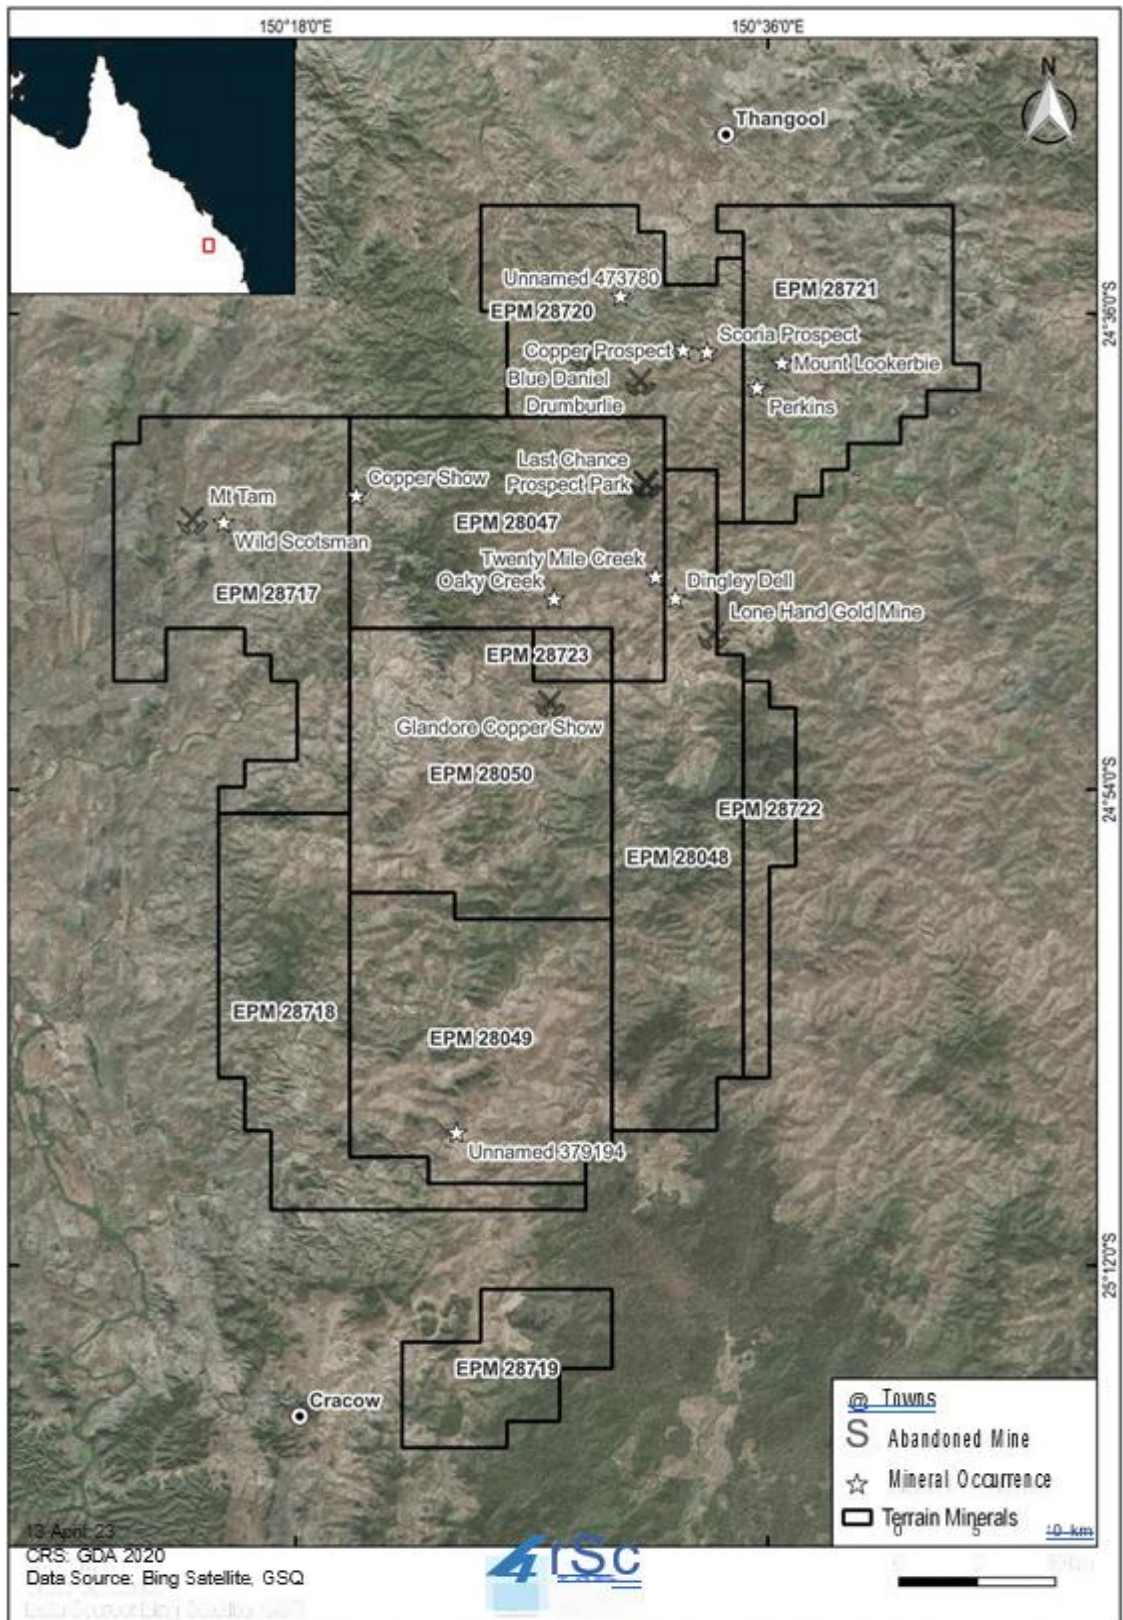 150°18'0"E
150°36'0"E
N
Thangool
Unnamed 473780
EPM 28721
EPM 28720
24°36'0"S
Scoria Prospect
Copper Prospect
Mount Lookerbie
Blue Daniel
Drumburlie
Perkins
Last Chance
Prospect Park
Copper Show
Mt Tam
EPM 28047
Wild Scotsman
Twenty Mile Creek
Oaky Creek
Dingley Dell
EPM 28717
Lone Hand Gold Mine
EPM 28723
Glandore Copper Show
EPM 28050
24°54'0"S
EPM 28722
EPM 28048
EPM 28718
EPM 28049
Unnamed 379194
25°12'0"S
EPM 28719
Cracow
@ Towns
S Abandoned Mine
Mineral Occurrence
Terrain Minerals
0 5 10 km
13 April 23
CRS: GDA 2020
Data Source: Bing Satellite, GSQ
rSc